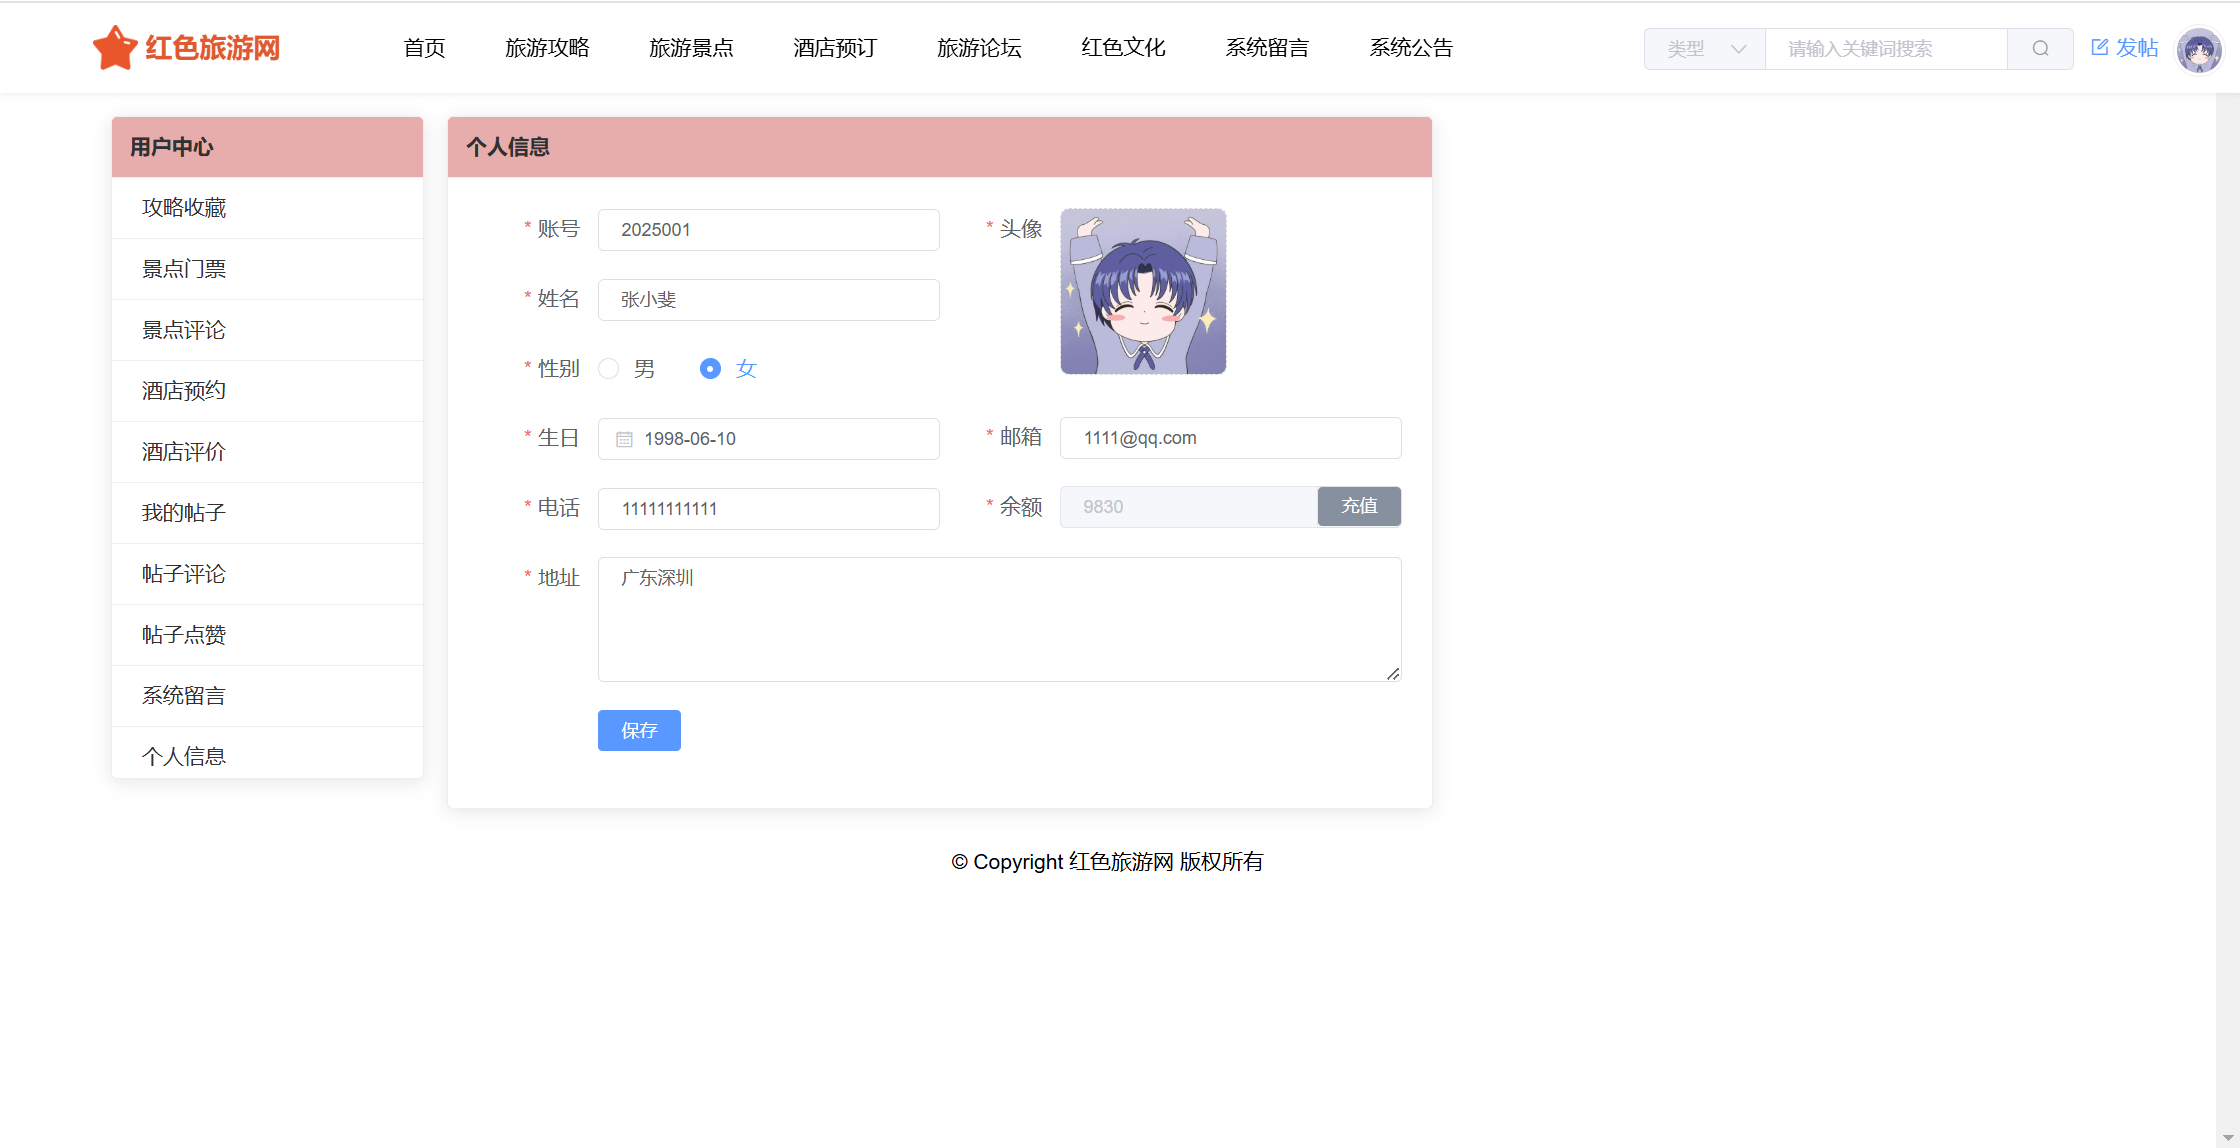 红色旅游网 首页 旅游攻略 旅游景点 酒店预订 旅游论坛 红色文化 系统留言 系统公告 类型 请输入关键词搜索 发帖
用户中心
攻略收藏
景点门票
景点评论
酒店预约
酒店评价
我的帖子
帖子评论
帖子点赞
系统留言
个人信息
个人信息
* 账号 2025001
* 头像
* 姓名 张小斐
* 性别 男 女
* 生日 1998-06-10
* 邮箱 1111@qq.com
* 电话 11111111111
* 余额 9830 充值
* 地址 广东深圳
保存
© Copyright 红色旅游网 版权所有